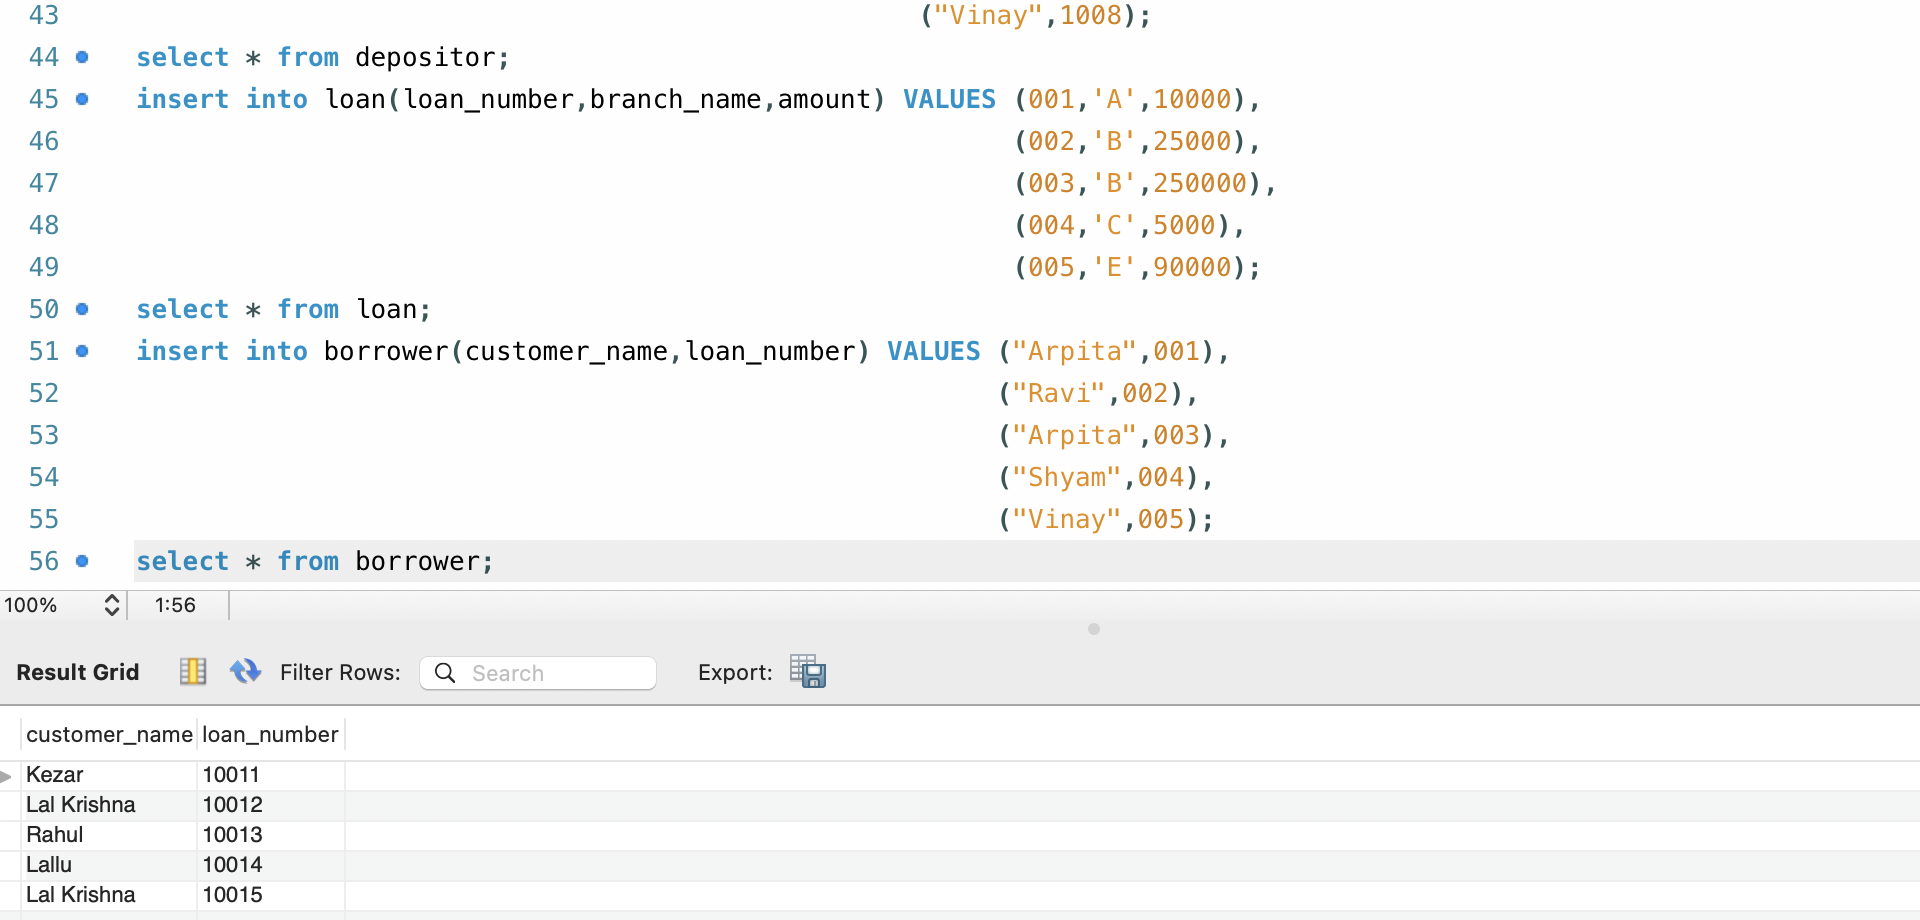 43 ("Vinay",1008);
44 select * from depositor;
45 insert into loan(loan_number,branch_name,amount) VALUES (001,'A',10000),
46 (002,'B',25000),
47 (003,'B',250000),
48 (004,'C',5000),
49 (005,'E',90000);
50 select * from loan;
51 insert into borrower(customer_name,loan_number) VALUES ("Arpita",001),
52 ("Ravi",002),
53 ("Arpita",003),
54 ("Shyam",004),
55 ("Vinay",005);
56 select * from borrower;
100% 1:56
Result Grid Filter Rows: Search Export:
customer_name loan_number
Kezar 10011
Lal Krishna 10012
Rahul 10013
Lallu 10014
Lal Krishna 10015